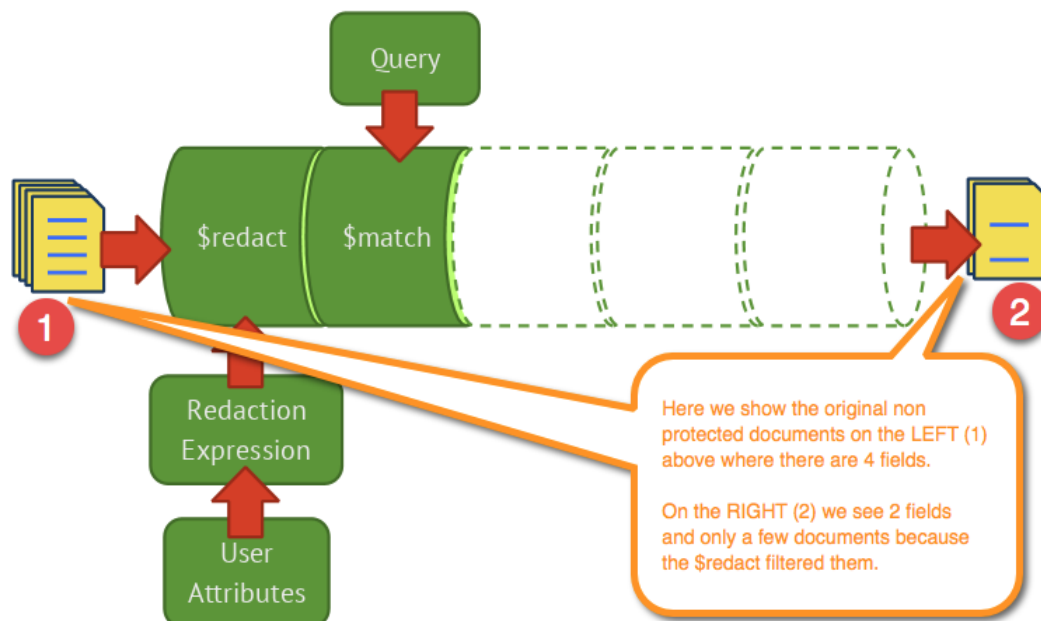 Query
$redact
$match
1
2
Redaction
Expression
User
Attributes
Here we show the original non
protected documents on the LEFT (1)
above where there are 4 fields.
On the RIGHT (2) we see 2 fields
and only a few documents because
the $redact filtered them.